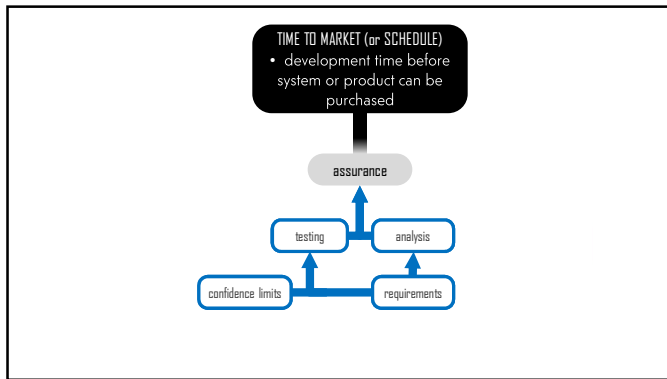 TIME TO MARKET (or SCHEDULE)
• development time before
system or product can be
purchased
assurance
testing
analysis
confidence limits
requirements